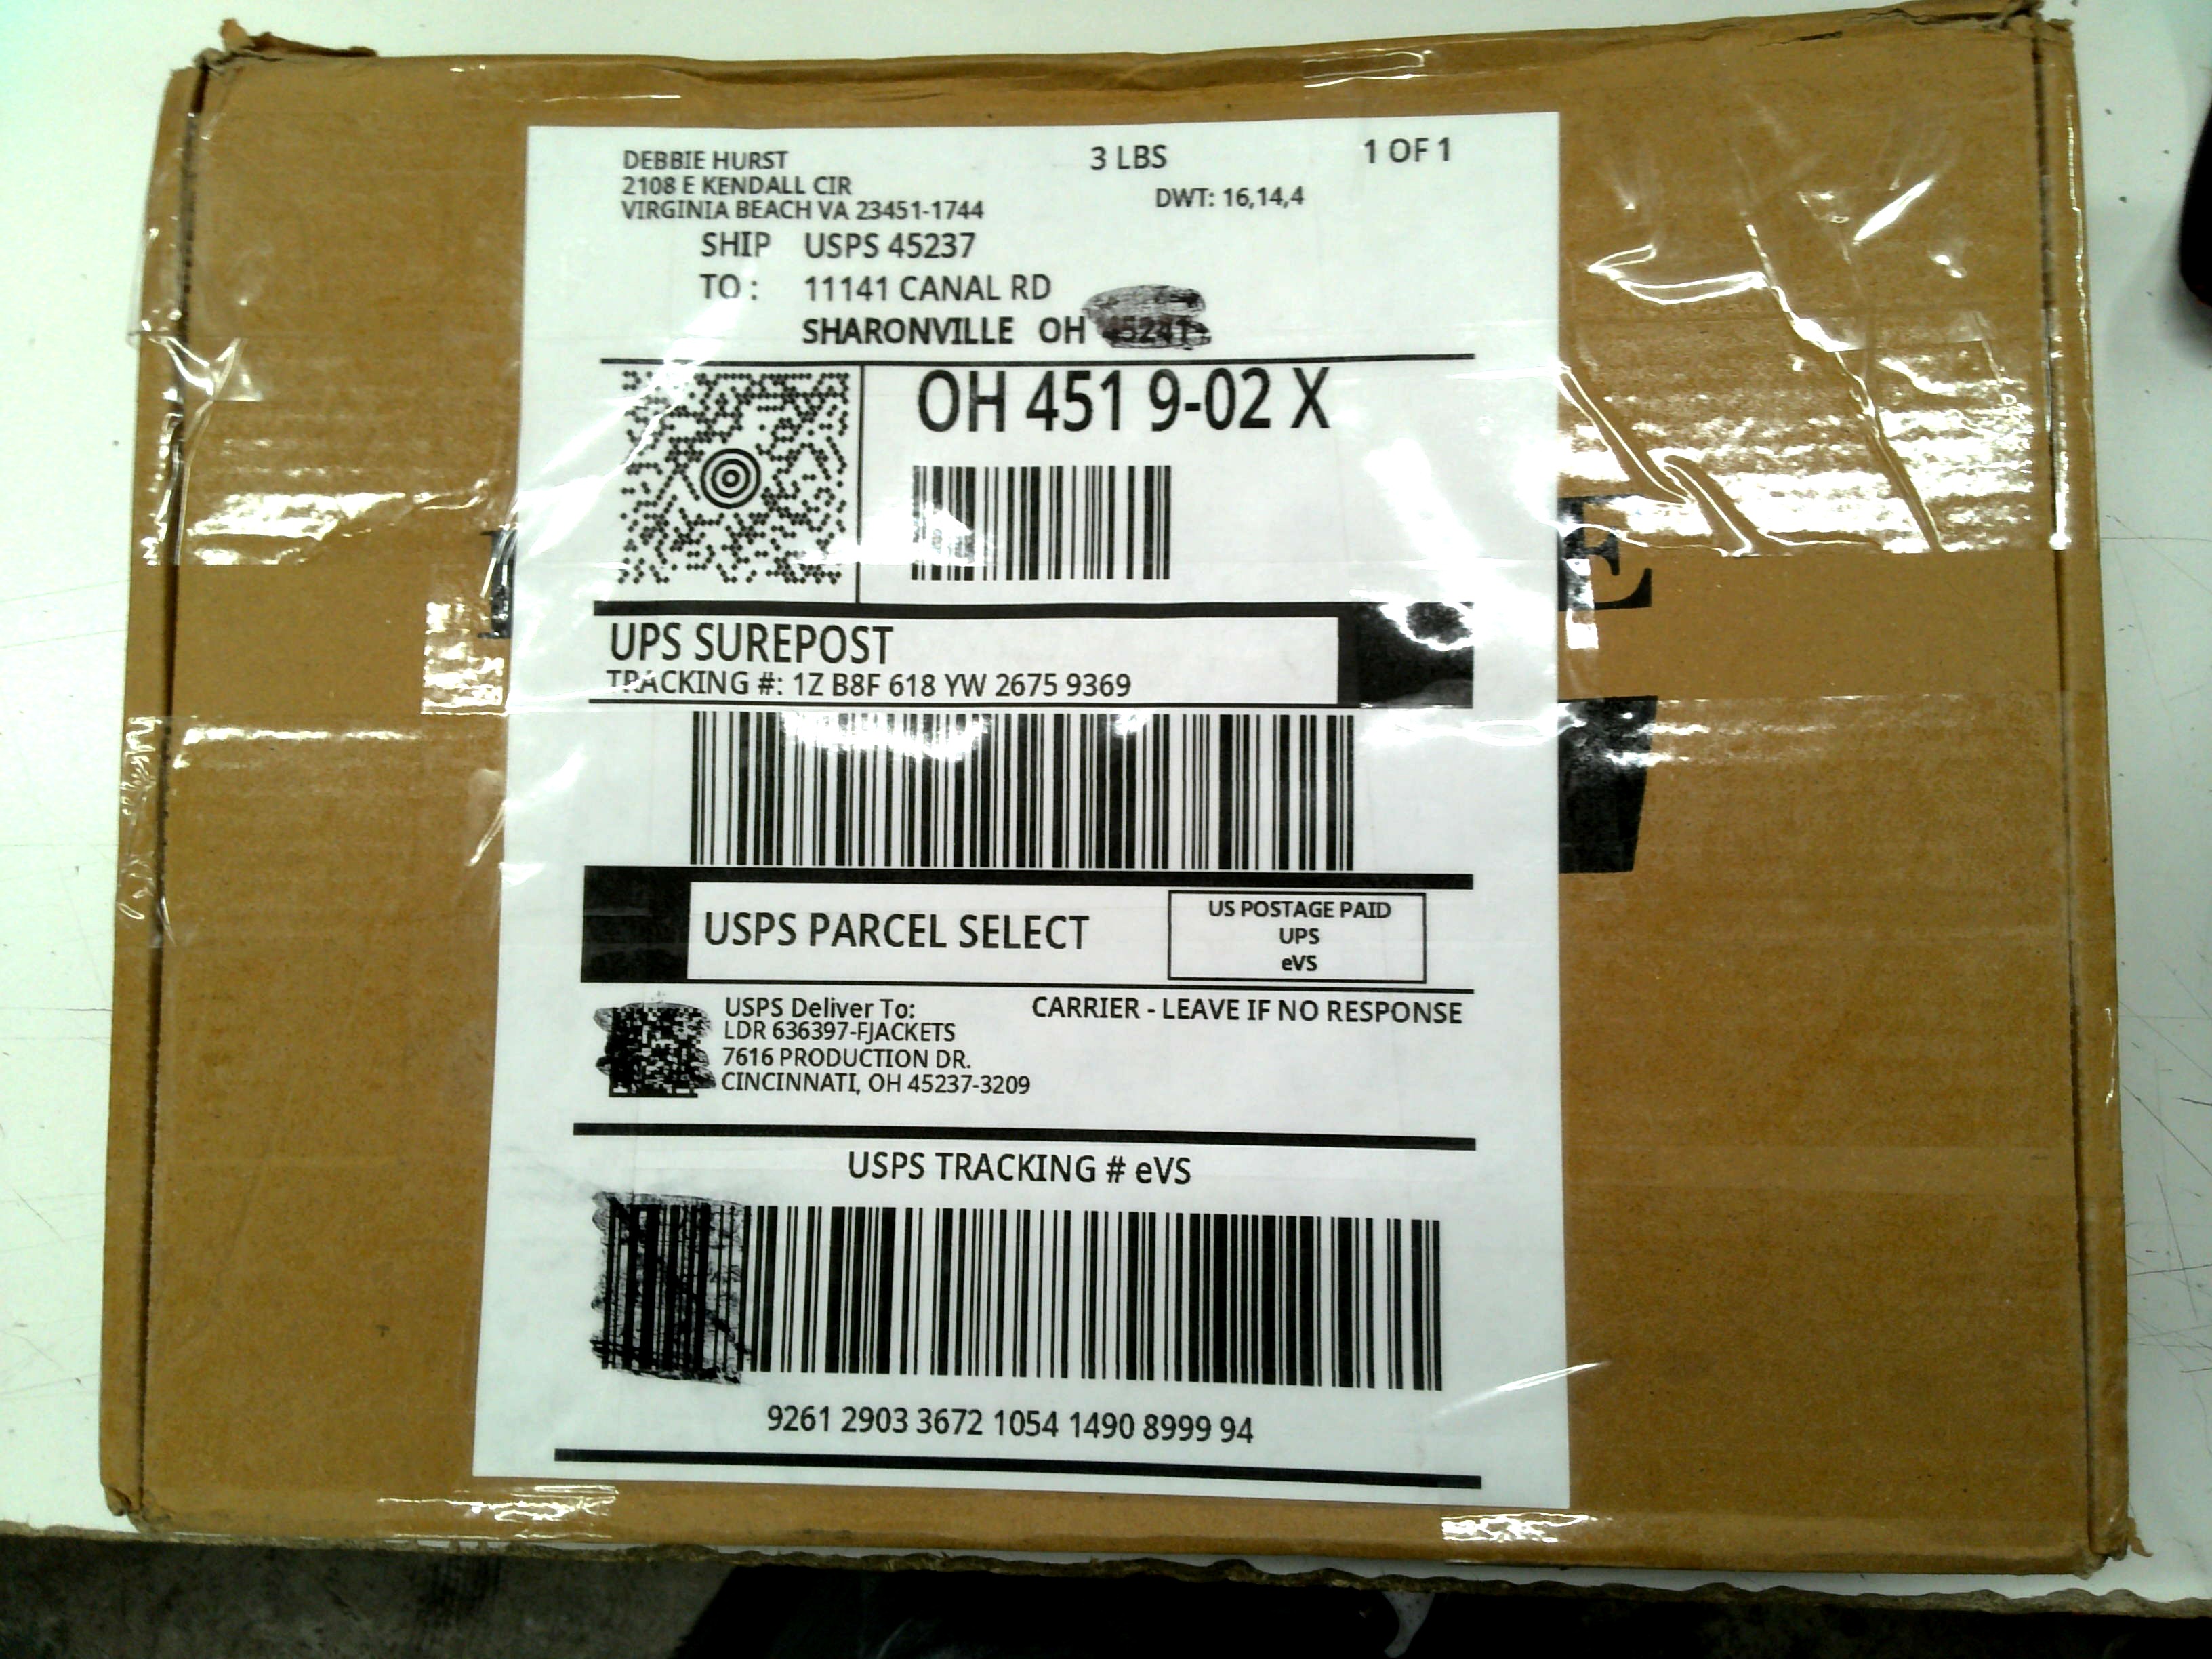 DEBBIE HURST
2108 E KENDALL CIR
VIRGINIA BEACH VA 23451-1744
3 LBS
1 OF 1
DWT: 16,14,4
SHIP USPS 45237
TO : 11141 CANAL RD
SHARONVILLE OH
OH 451 9-02 X
UPS SUREPOST
TRACKING #: 1Z B8F 618 YW 2675 9369
USPS PARCEL SELECT
US POSTAGE PAID
UPS
eVS
USPS Deliver To:
CARRIER - LEAVE IF NO RESPONSE
LDR 636397-FJACKETS
7616 PRODUCTION DR.
CINCINNATI, OH 45237-3209
USPS TRACKING # eVS
9261 2903 3672 1054 1490 8999 94
E